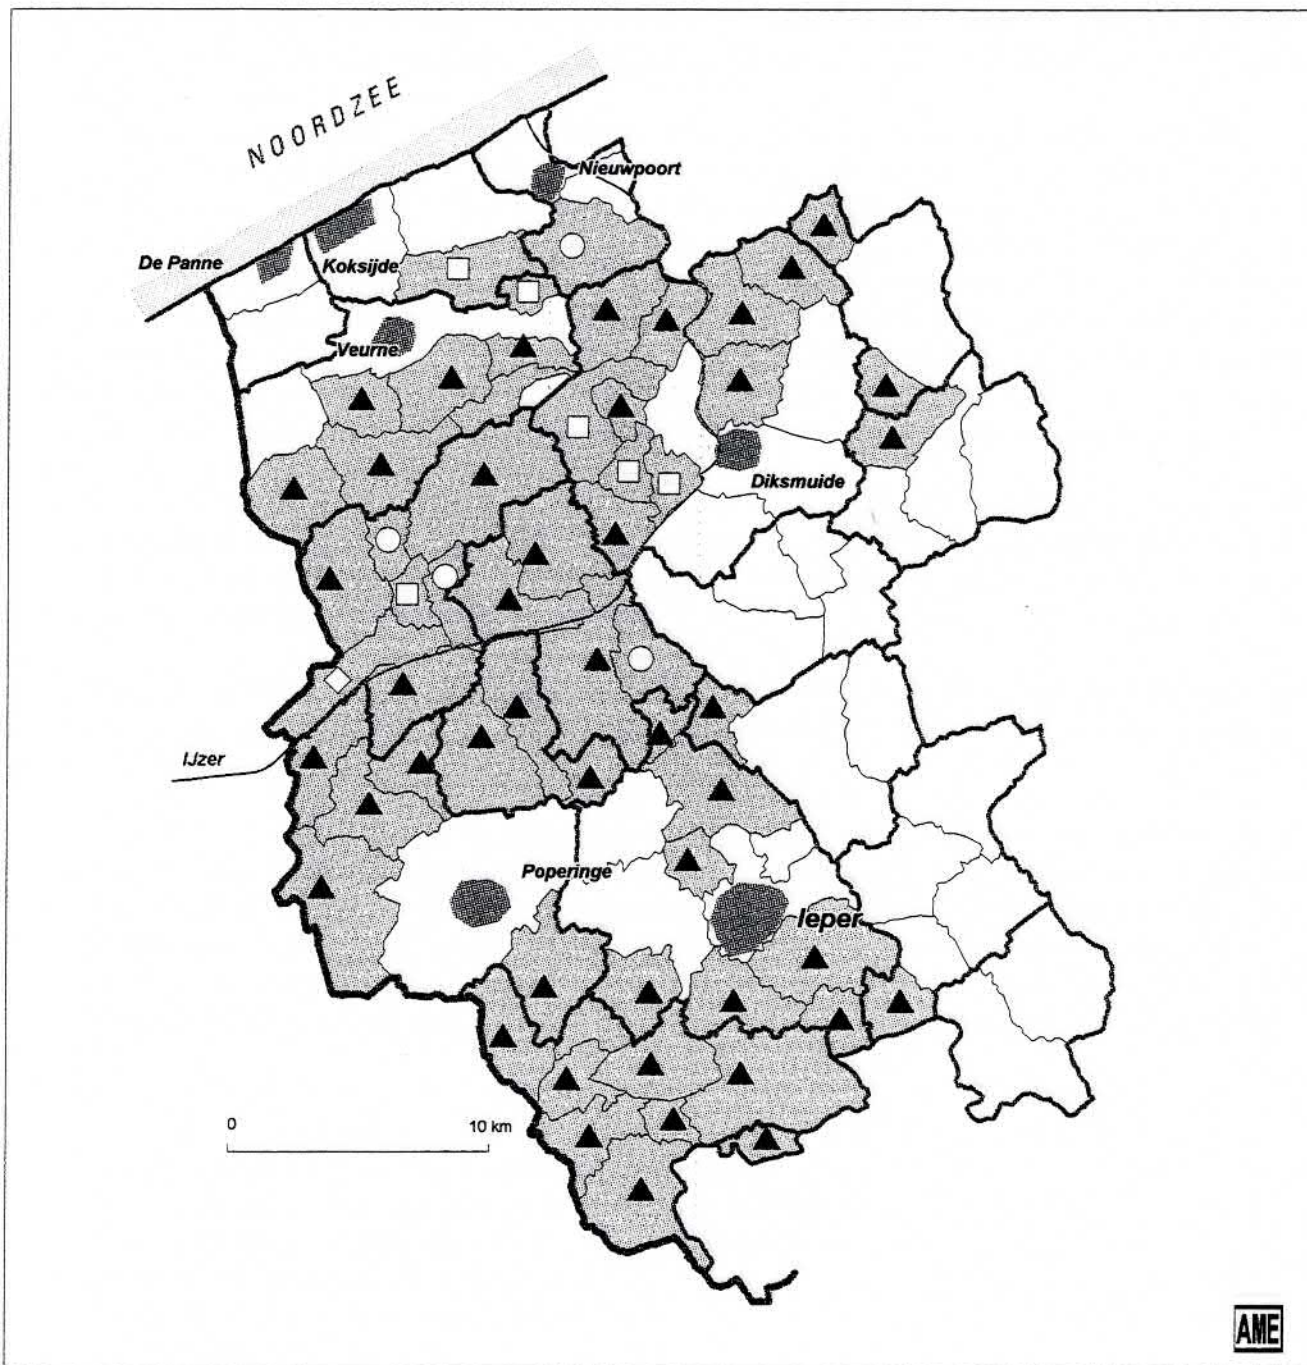 NOORDZEE
Nieuwpoort
De Panne
Koksijde
Veurne
Diksmuide
IJzer
Poperinge
Ieper
0 10 km
AME